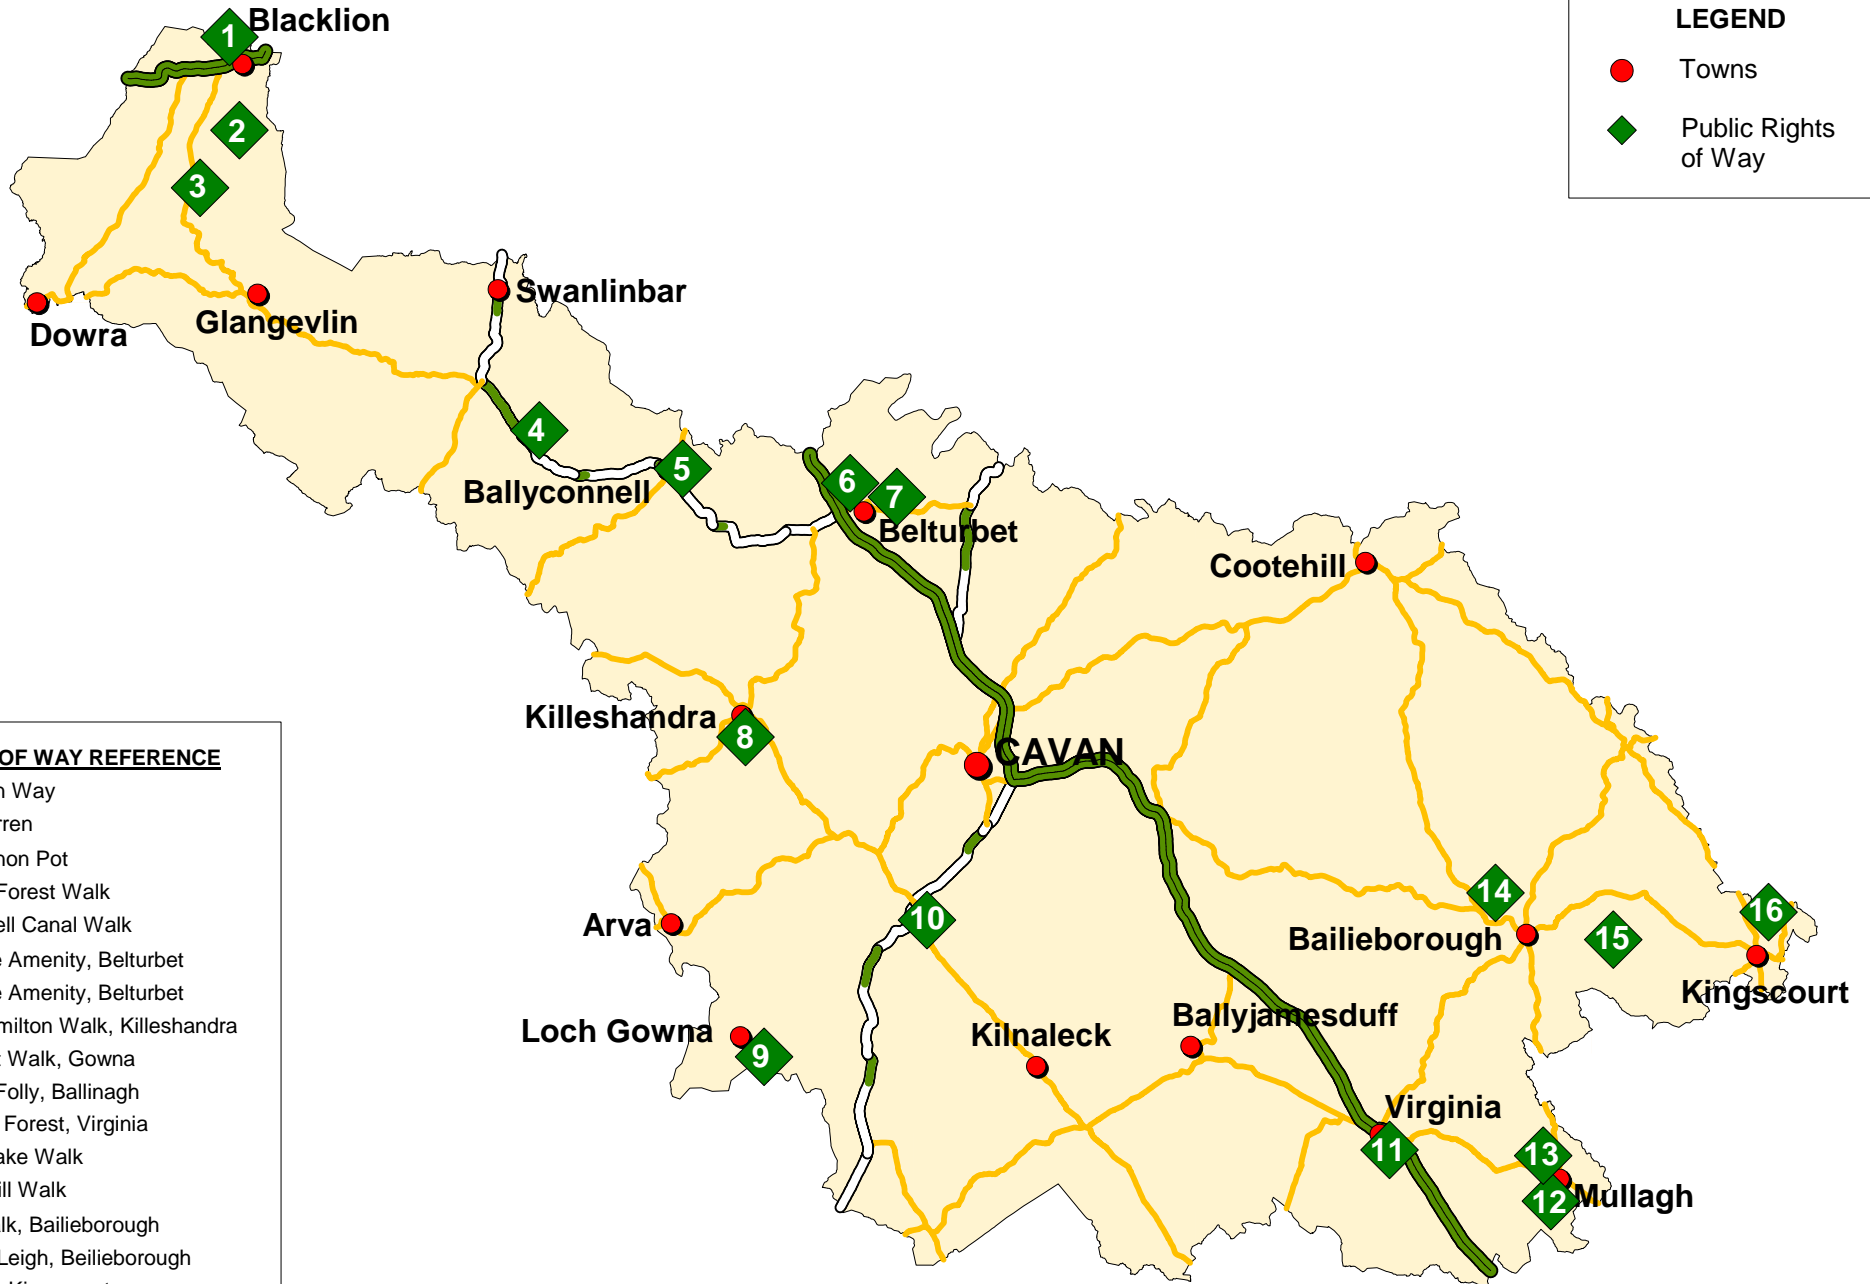 LEGEND
Towns
Public Rights
of Way
1
Blacklion
2
3
Swanlinbar
Glangevlin
Dowra
4
5
Ballyconnell
6
7
Belturbet
Cootehill
Killeshandra
8
CAVAN
14
16
10
Arva
Bailieborough
15
Kingscourt
Ballyjamesduff
Loch Gowna
Kilnaleck
9
Virginia
11
13
12
Mullagh
OF WAY REFERENCE
n Way
rren
non Pot
Forest Walk
ell Canal Walk
e Amenity, Belturbet
e Amenity, Belturbet
milton Walk, Killeshandra
t Walk, Gowna
Folly, Ballinagh
Forest, Virginia
ake Walk
ill Walk
lk, Bailieborough
Leigh, Beilieborough